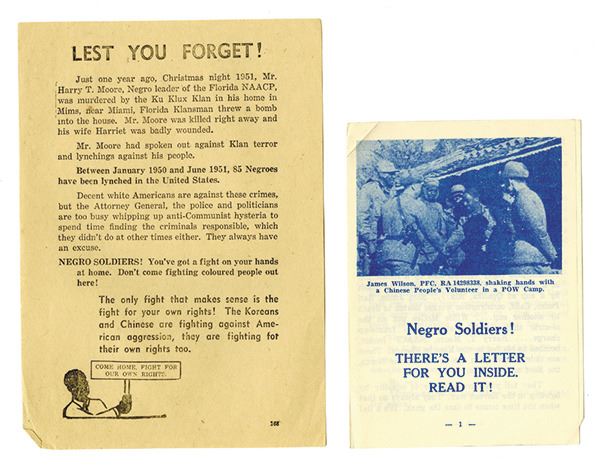 LEST YOU FORGET!
Just one year ago, Christmas night 1951, Mr.
Harry T. Moore, Negro leader of the Florida NAACP,
was murdered by the Ku Klux Klan in his home in
Mims, near Miami, Florida Klansman threw a bomb
into the house. Mr. Moore was killed right away and
his wife Harriet was badly wounded.
Mr. Moore had spoken out against Klan terror
and lynchings against his people.
Between January 1950 and June 1951, 85 Negroes
have been lynched in the United States.
Decent white Americans are against these crimes,
but the Attorney General, the police and politicians
are too busy whipping up anti-Communist hysteria to
spend time finding the criminals responsible, which
they didn't do at other times either. They always have
an excuse.
NEGRO SOLDIERS! You've got a fight on your hands
at home. Don't come fighting coloured people out
here!
The only fight that makes sense is the
fight for your own rights! The Koreans
and Chinese are fighting against Ame-
rican aggression, they are fighting for
their own rights too.
COME HOME, FIGHT FOR
OUR OWN RIGHTS
168
James Wilson, PFC, RA 14298338, shaking hands with
a Chinese People's Volunteer in a POW Camp.
Negro Soldiers!
THERE'S A LETTER
FOR YOU INSIDE.
READ IT!
— 1 —